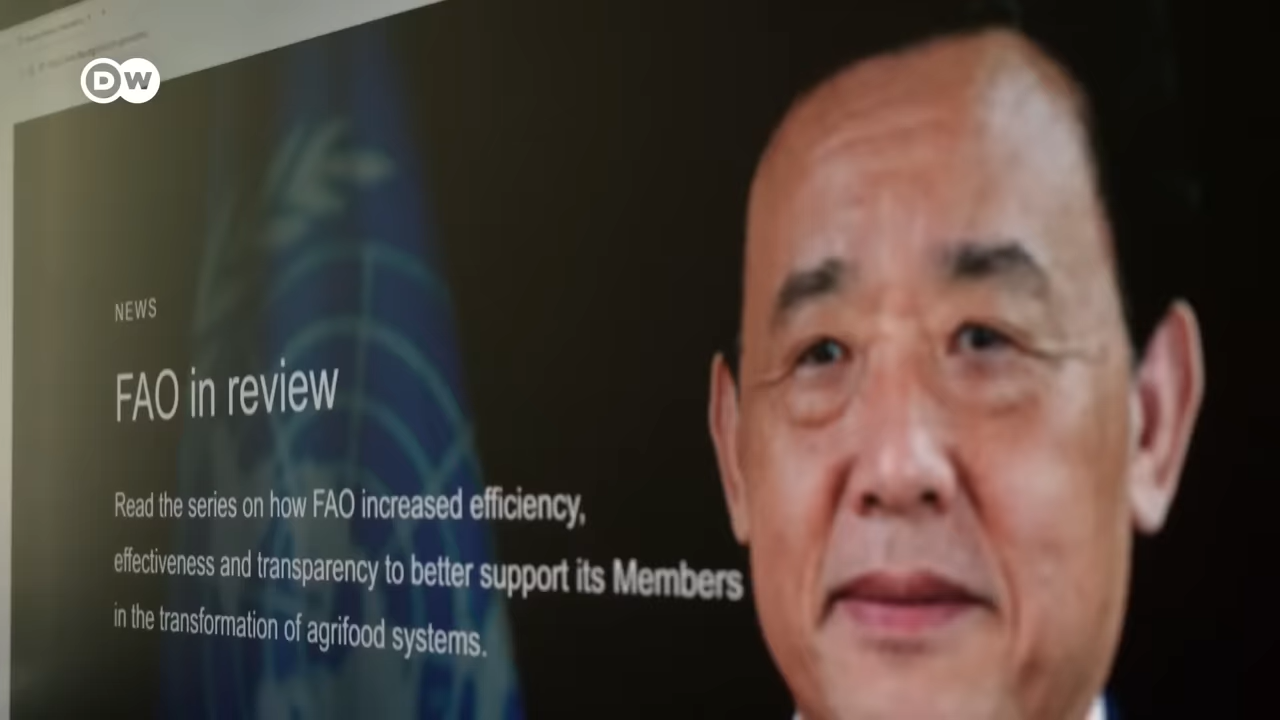 DW
NEWS
FAO in review
Read the series on how FAO increased efficiency,
effectiveness and transparency to better support its Members
in the transformation of agrifood systems.